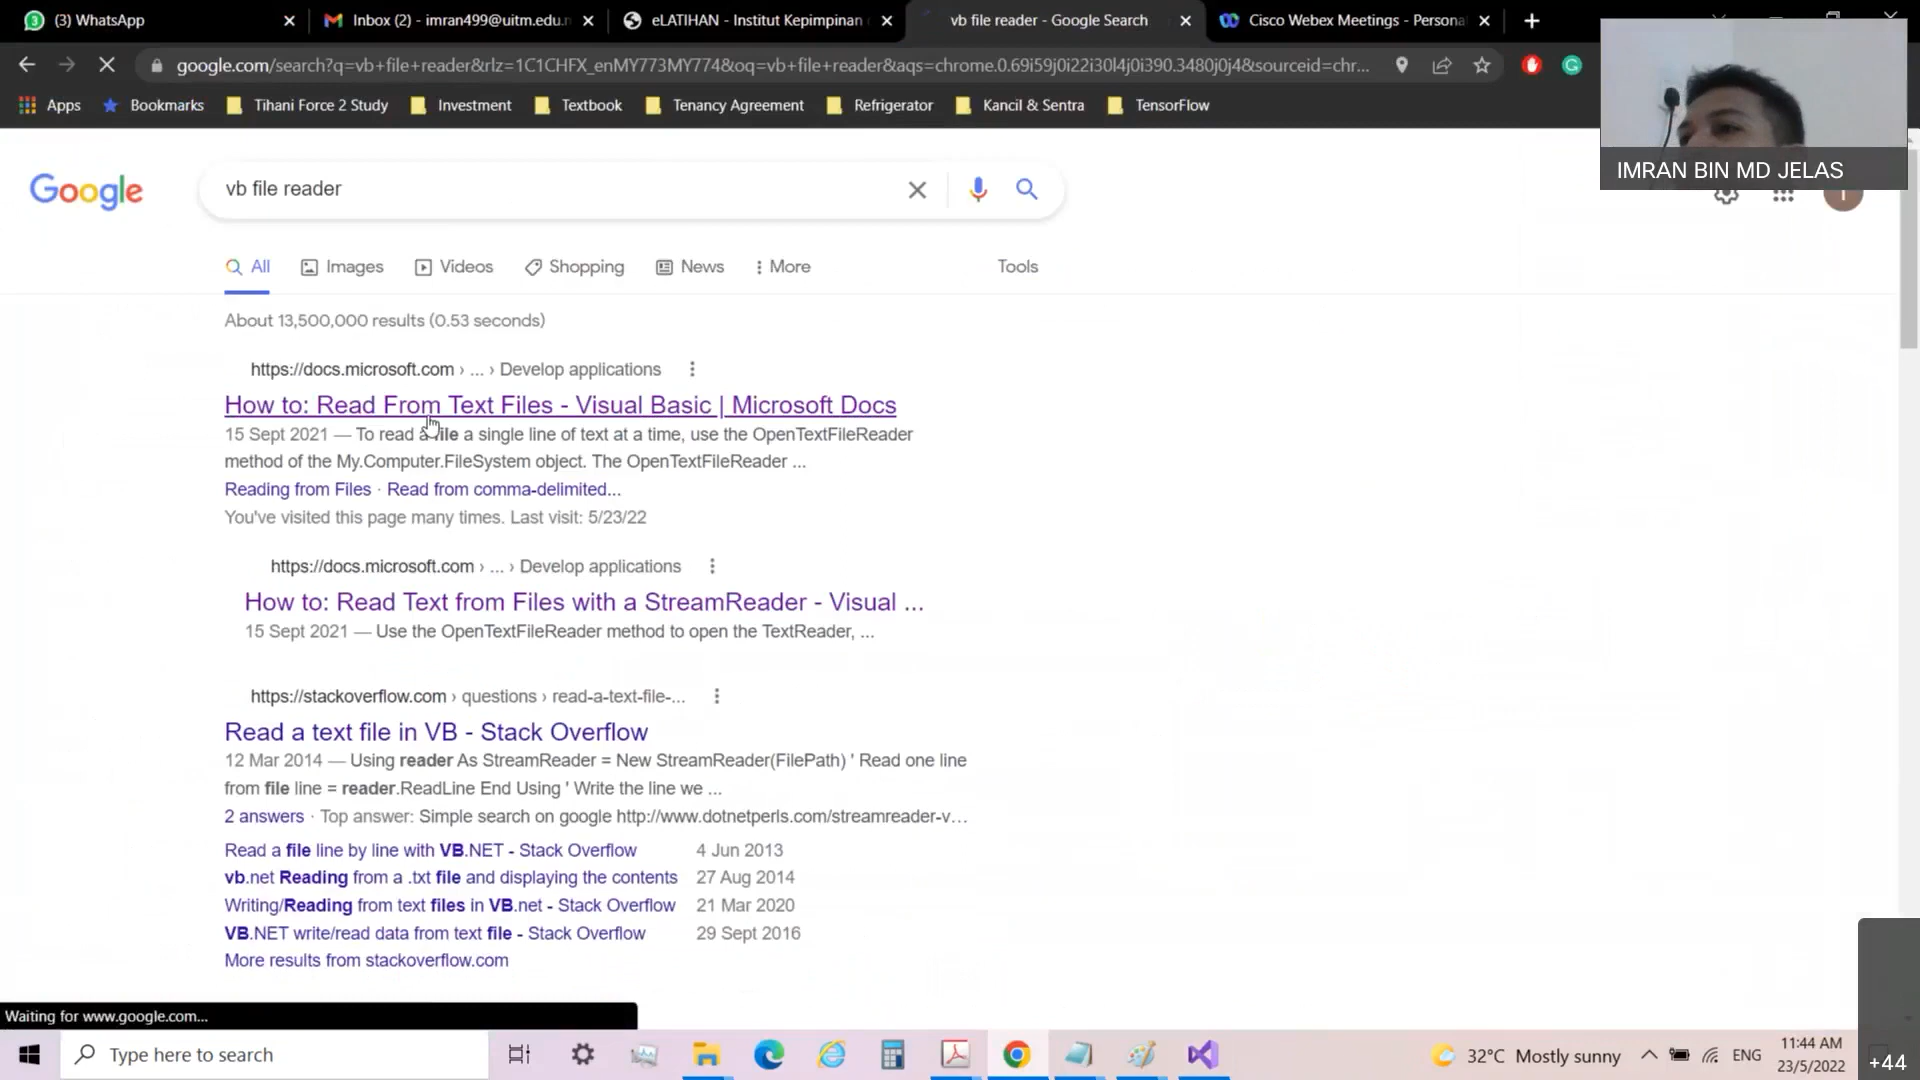 (3) WhatsApp
Inbox (2) - imran499@uitm.edu.n
eLATIHAN - Institut Kepimpinan
vb file reader - Google Search
Cisco Webex Meetings - Persona
google.com/search?q=vb+file+reader&rlz=1C1CHFX_enMY773MY774&oq=vb+file+reader&aqs=chrome.0.69i59j0i22i30l4j0i390.3480j0j4&sourceid=chr...
Apps
Bookmarks
Tihani Force 2 Study
Investment
Textbook
Tenancy Agreement
Refrigerator
Kancil & Sentra
TensorFlow
IMRAN BIN MD JELAS
Google
vb file reader
All
Images
Videos
Shopping
News
More
Tools
About 13,500,000 results (0.53 seconds)
https://docs.microsoft.com › ... › Develop applications
How to: Read From Text Files - Visual Basic | Microsoft Docs
15 Sept 2021 — To read a file a single line of text at a time, use the OpenTextFileReader
method of the My.Computer.FileSystem object. The OpenTextFileReader ...
Reading from Files · Read from comma-delimited...
You've visited this page many times. Last visit: 5/23/22
https://docs.microsoft.com › ... › Develop applications
How to: Read Text from Files with a StreamReader - Visual ...
15 Sept 2021 — Use the OpenTextFileReader method to open the TextReader, ...
https://stackoverflow.com › questions › read-a-text-file-...
Read a text file in VB - Stack Overflow
12 Mar 2014 — Using reader As StreamReader = New StreamReader(FilePath) ' Read one line
from file line = reader.ReadLine End Using ' Write the line we ...
2 answers · Top answer: Simple search on google http://www.dotnetperls.com/streamreader-v...
Read a file line by line with VB.NET - Stack Overflow 4 Jun 2013
vb.net Reading from a .txt file and displaying the contents 27 Aug 2014
Writing/Reading from text files in VB.net - Stack Overflow 21 Mar 2020
VB.NET write/read data from text file - Stack Overflow 29 Sept 2016
More results from stackoverflow.com
Waiting for www.google.com...
Type here to search
32°C Mostly sunny
ENG
11:44 AM
23/5/2022
+44